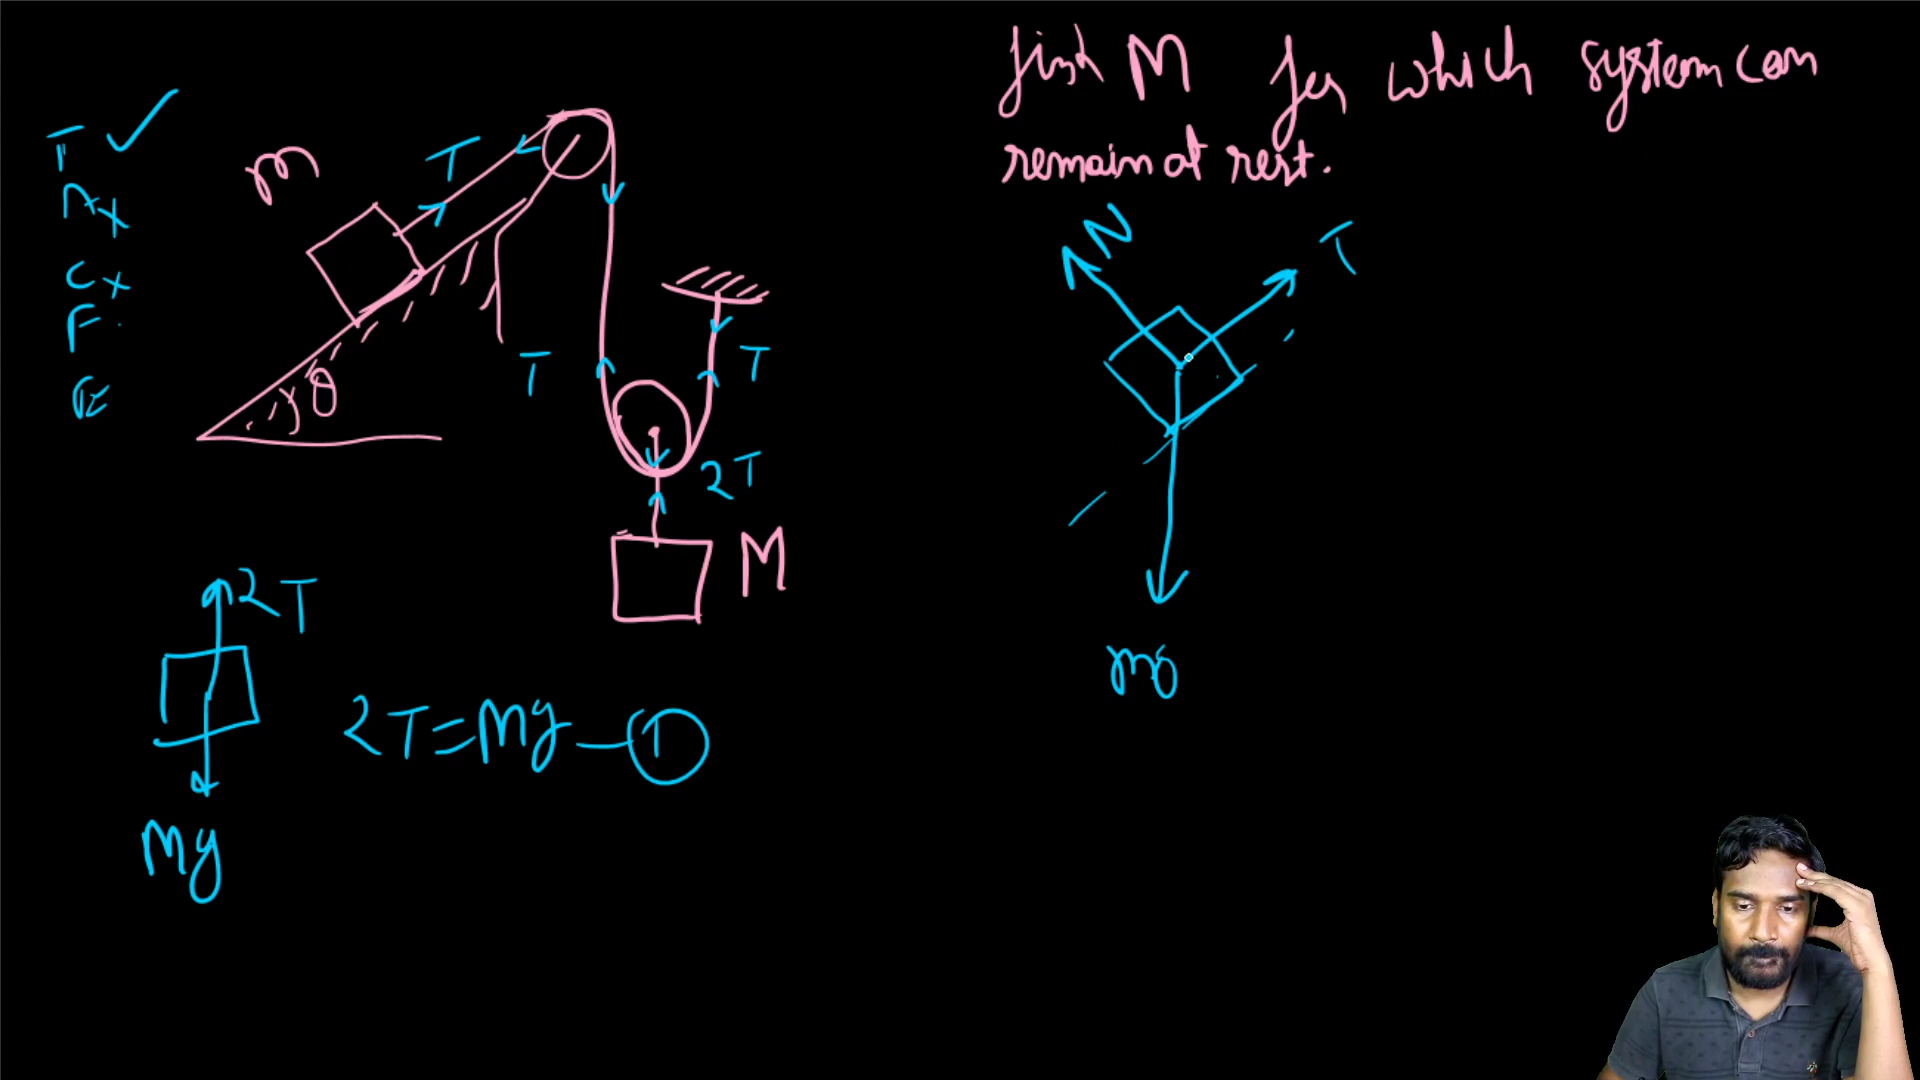 find M for which system can
remain at rest.
T ✓
A x
C x
F
E
m
T
θ
T
T
2T
M
N
T
mg
2T
2T = Mg — ①
Mg